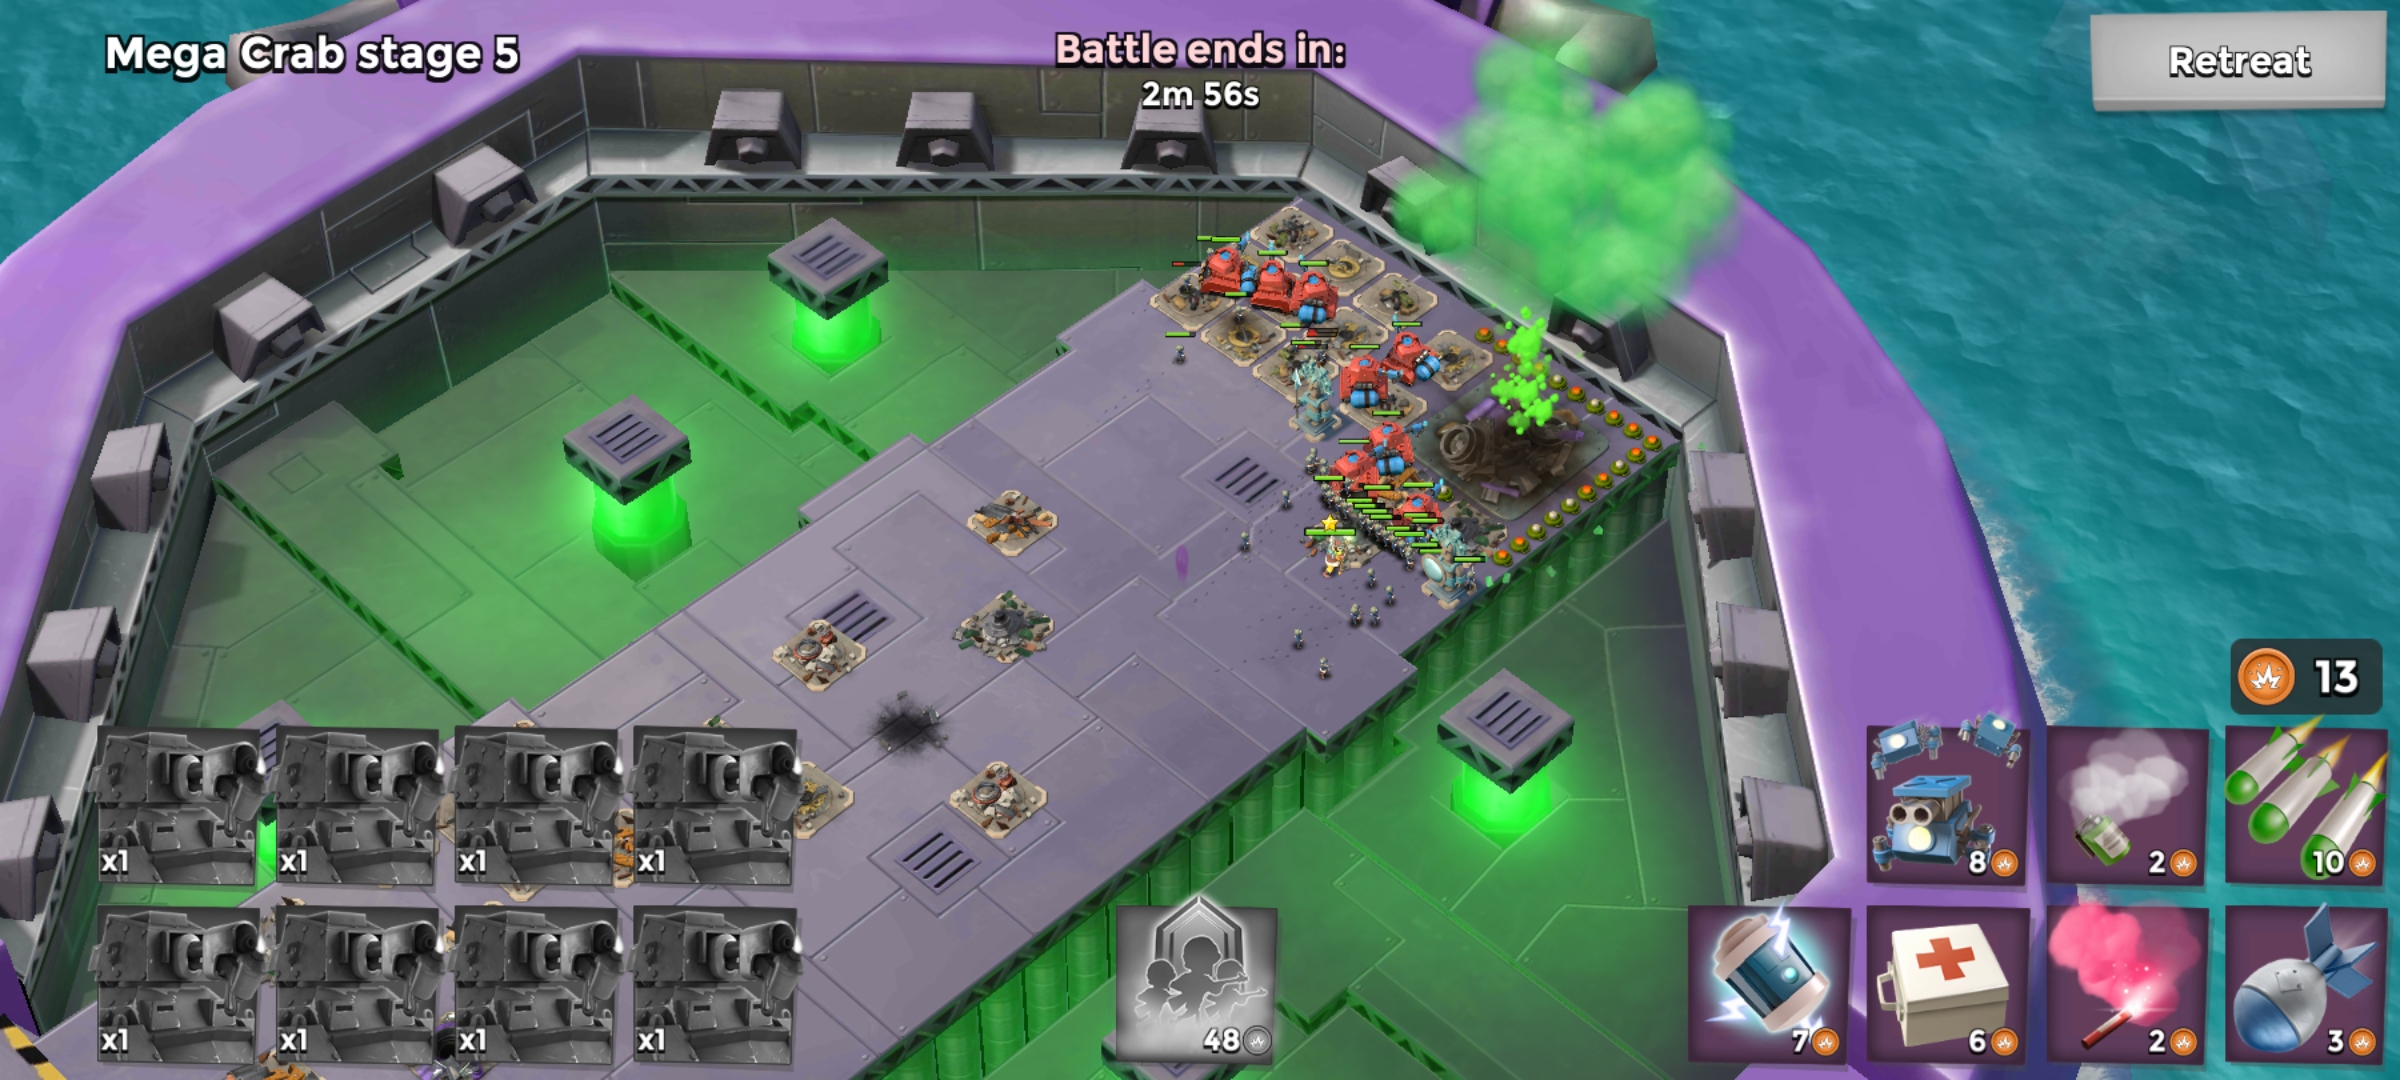 Mega Crab stage 5
Battle ends in:
2m 56s
Retreat
13
x1
x1
x1
x1
8
2
10
x1
x1
x1
x1
48
7
6
2
3